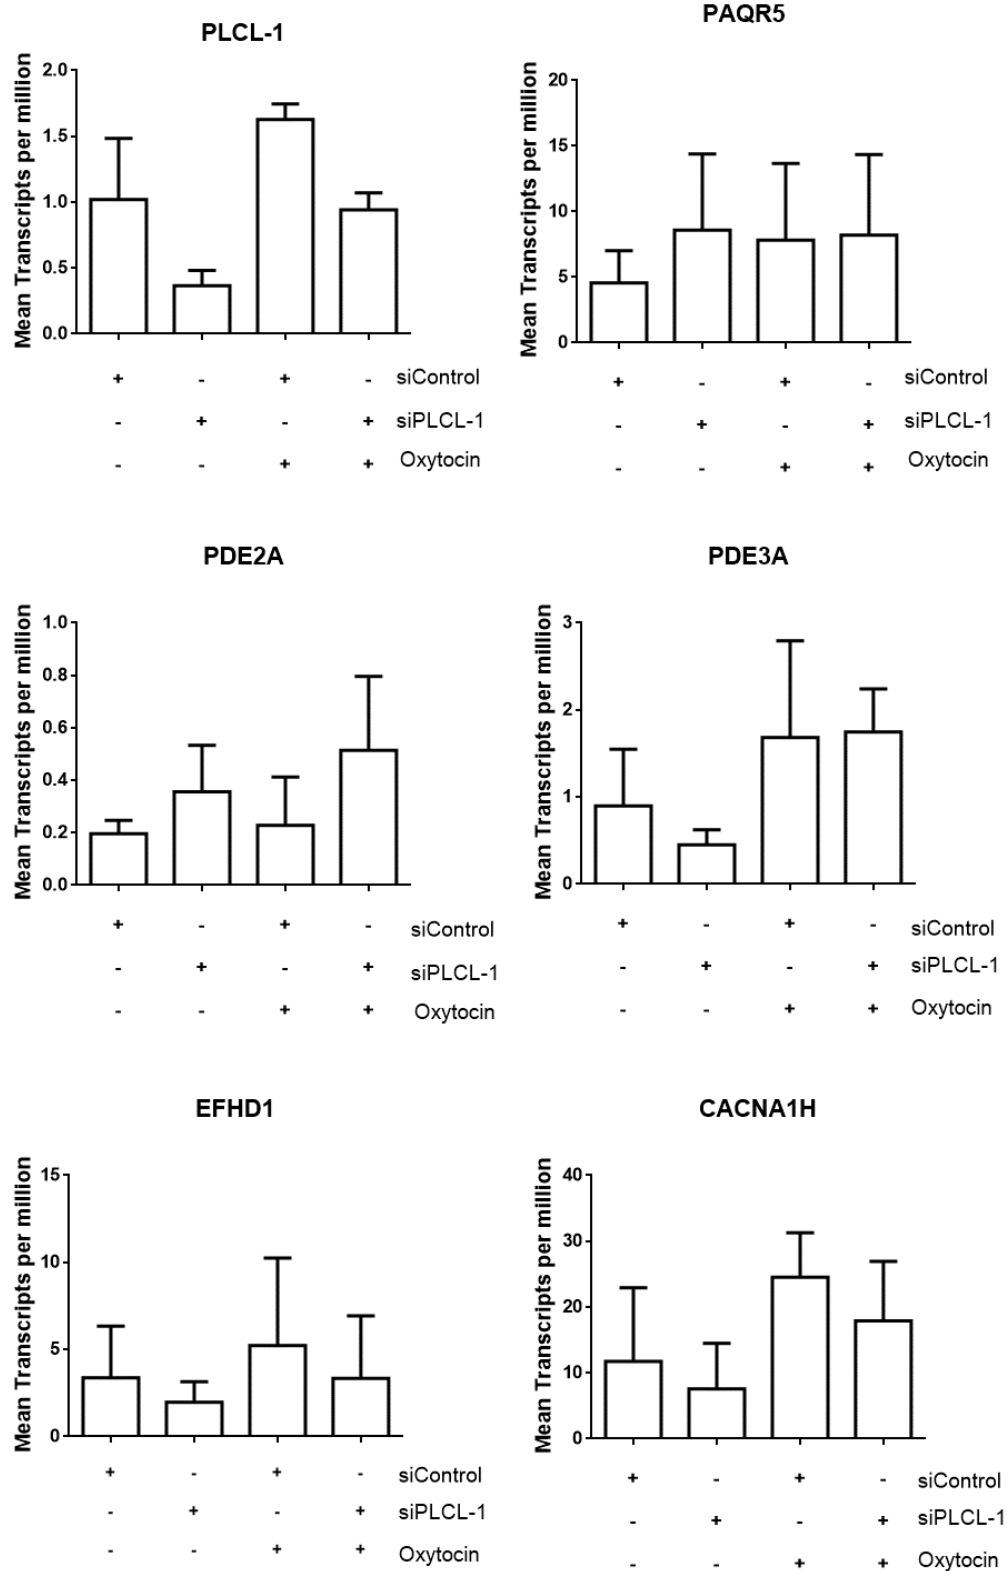 PLCL-1
Mean Transcripts per million
2.0
1.5
1.0
0.5
0.0
+ - + - siControl
- + - + siPLCL-1
- - + + Oxytocin
PAQR5
Mean Transcripts per million
20
15
10
5
0
+ - + - siControl
- + - + siPLCL-1
- - + + Oxytocin
PDE2A
Mean Transcripts per million
1.0
0.8
0.6
0.4
0.2
0.0
+ - + - siControl
- + - + siPLCL-1
- - + + Oxytocin
PDE3A
Mean Transcripts per million
3
2
1
0
+ - + - siControl
- + - + siPLCL-1
- - + + Oxytocin
EFHD1
Mean Transcripts per million
15
10
5
0
+ - + - siControl
- + - + siPLCL-1
- - + + Oxytocin
CACNA1H
Mean Transcripts per million
40
30
20
10
0
+ - + - siControl
- + - + siPLCL-1
- - + + Oxytocin